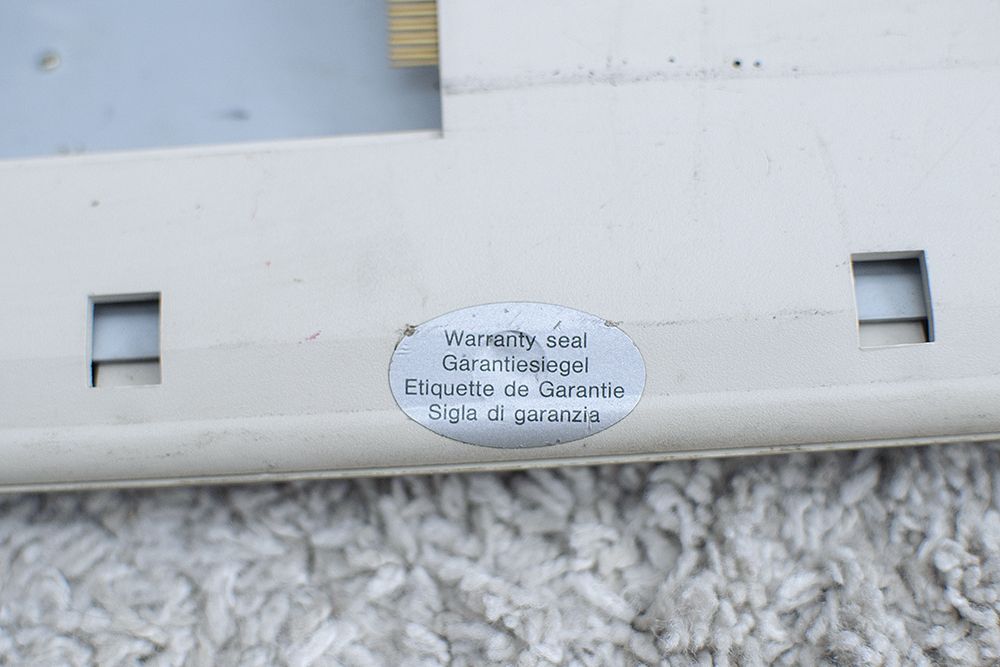 Warranty seal
Garantiesiegel
Etiquette de Garantie
Sigla di garanzia